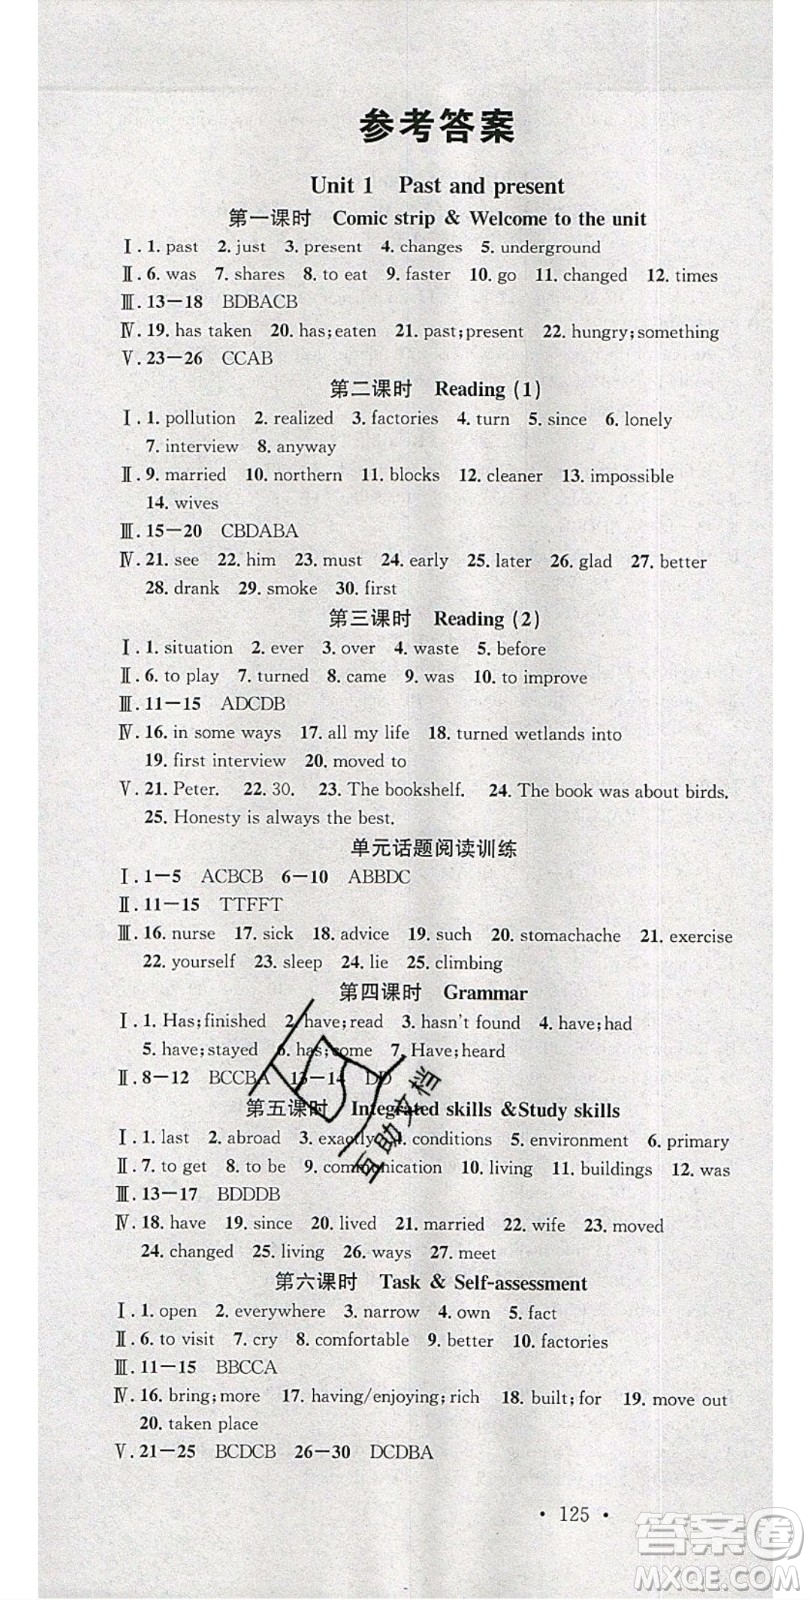 参考答案
Unit 1 Past and present
第一课时 Comic strip & Welcome to the unit
Ⅰ. 1. past 2. just 3. present 4. changes 5. underground
Ⅱ. 6. was 7. shares 8. to eat 9. faster 10. go 11. changed 12. times
Ⅲ. 13—18 BDBACB
Ⅳ. 19. has taken 20. has;eaten 21. past;present 22. hungry;something
Ⅴ. 23—26 CCAB
第二课时 Reading (1)
Ⅰ. 1. pollution 2. realized 3. factories 4. turn 5. since 6. lonely
7. interview 8. anyway
Ⅱ. 9. married 10. northern 11. blocks 12. cleaner 13. impossible
14. wives
Ⅲ. 15—20 CBDABA
Ⅳ. 21. see 22. him 23. must 24. early 25. later 26. glad 27. better
28. drank 29. smoke 30. first
第三课时 Reading (2)
Ⅰ. 1. situation 2. ever 3. over 4. waste 5. before
Ⅱ. 6. to play 7. turned 8. came 9. was 10. to improve
Ⅲ. 11—15 ADCDB
Ⅳ. 16. in some ways 17. all my life 18. turned wetlands into
19. first interview 20. moved to
Ⅴ. 21. Peter. 22. 30. 23. The bookshelf. 24. The book was about birds.
25. Honesty is always the best.
单元话题阅读训练
Ⅰ. 1—5 ACBCB 6—10 ABBDC
Ⅱ. 11—15 TTFFT
Ⅲ. 16. nurse 17. sick 18. advice 19. such 20. stomachache 21. exercise
22. yourself 23. sleep 24. lie 25. climbing
第四课时 Grammar
Ⅰ. 1. Has;finished 2. have;read 3. hasn't found 4. have;had
5. have;stayed 6. has;come 7. Have;heard
Ⅱ. 8—12 BCCBA 13—14 DD
第五课时 Integrated skills &Study skills
Ⅰ. 1. last 2. abroad 3. exactly 4. conditions 5. environment 6. primary
Ⅱ. 7. to get 8. been 9. communication 10. living 11. buildings 12. was
Ⅲ. 13—17 BDDDB
Ⅳ. 18. have 19. since 20. lived 21. married 22. wife 23. moved
24. changed 25. living 26. ways 27. meet
第六课时 Task & Self-assessment
Ⅰ. 1. open 2. everywhere 3. narrow 4. own 5. fact
Ⅱ. 6. to visit 7. cry 8. comfortable 9. better 10. factories
Ⅲ. 11—15 BBCCA
Ⅳ. 16. bring;more 17. having/enjoying;rich 18. built;for 19. move out
20. taken place
Ⅴ. 21—25 BCDCB 26—30 DCDBA
· 125 ·
互助文档
答案圈
MXQE.COM